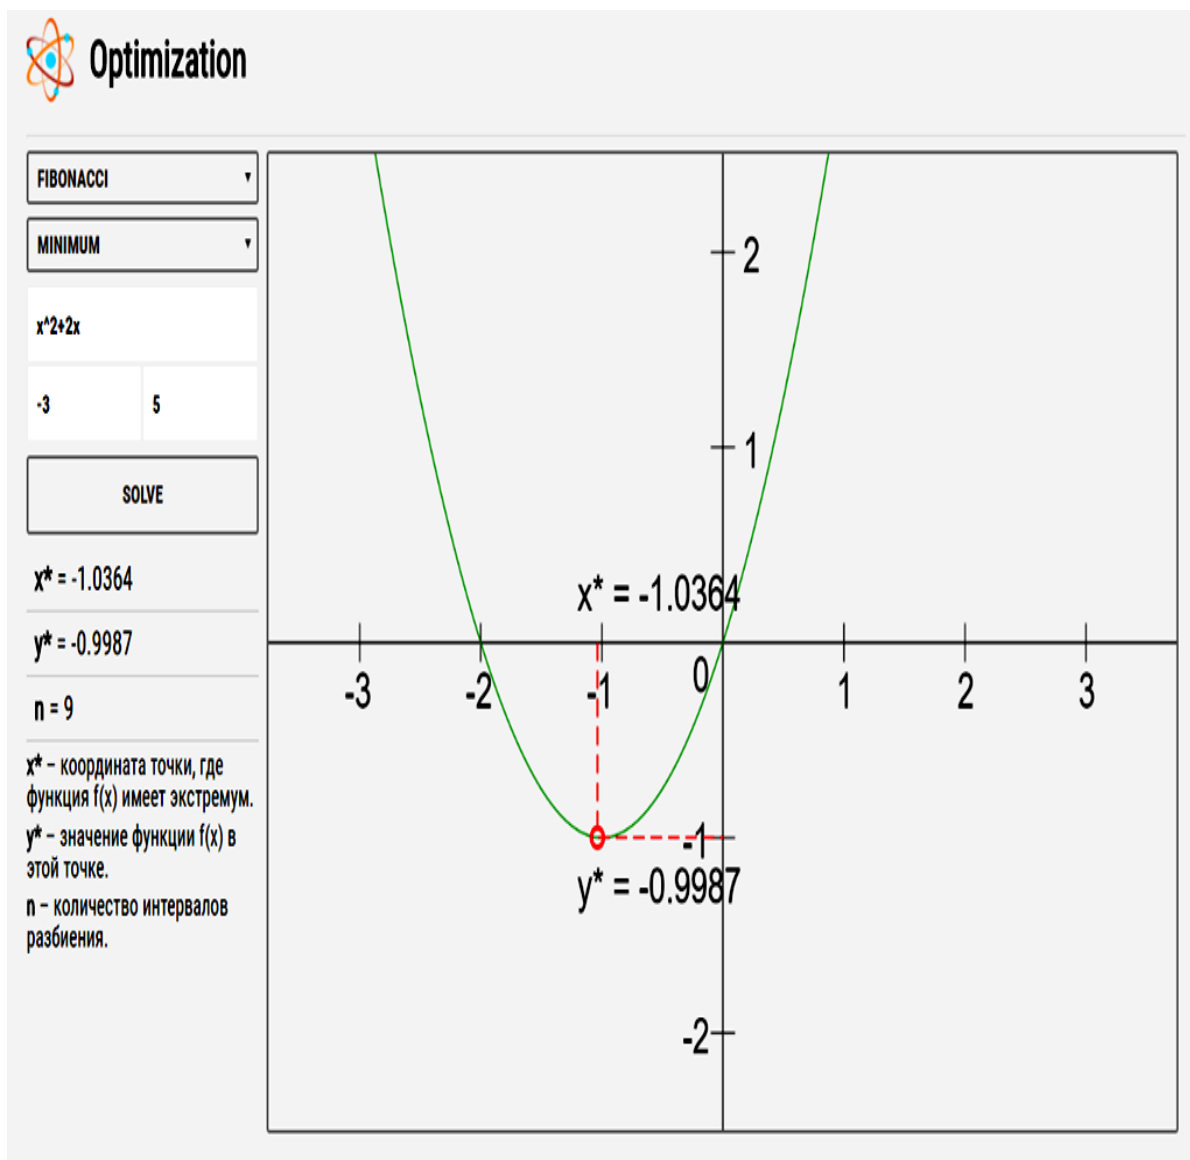 Optimization
FIBONACCI
MINIMUM
x^2+2x
-3 5
SOLVE
x* = -1.0364
y* = -0.9987
n = 9
x* – координата точки, где
функция f(x) имеет экстремум.
y* – значение функции f(x) в
этой точке.
n – количество интервалов
разбиения.
2
1
x* = -1.0364
-3 -2 -1 0 1 2 3
-1
y* = -0.9987
-2